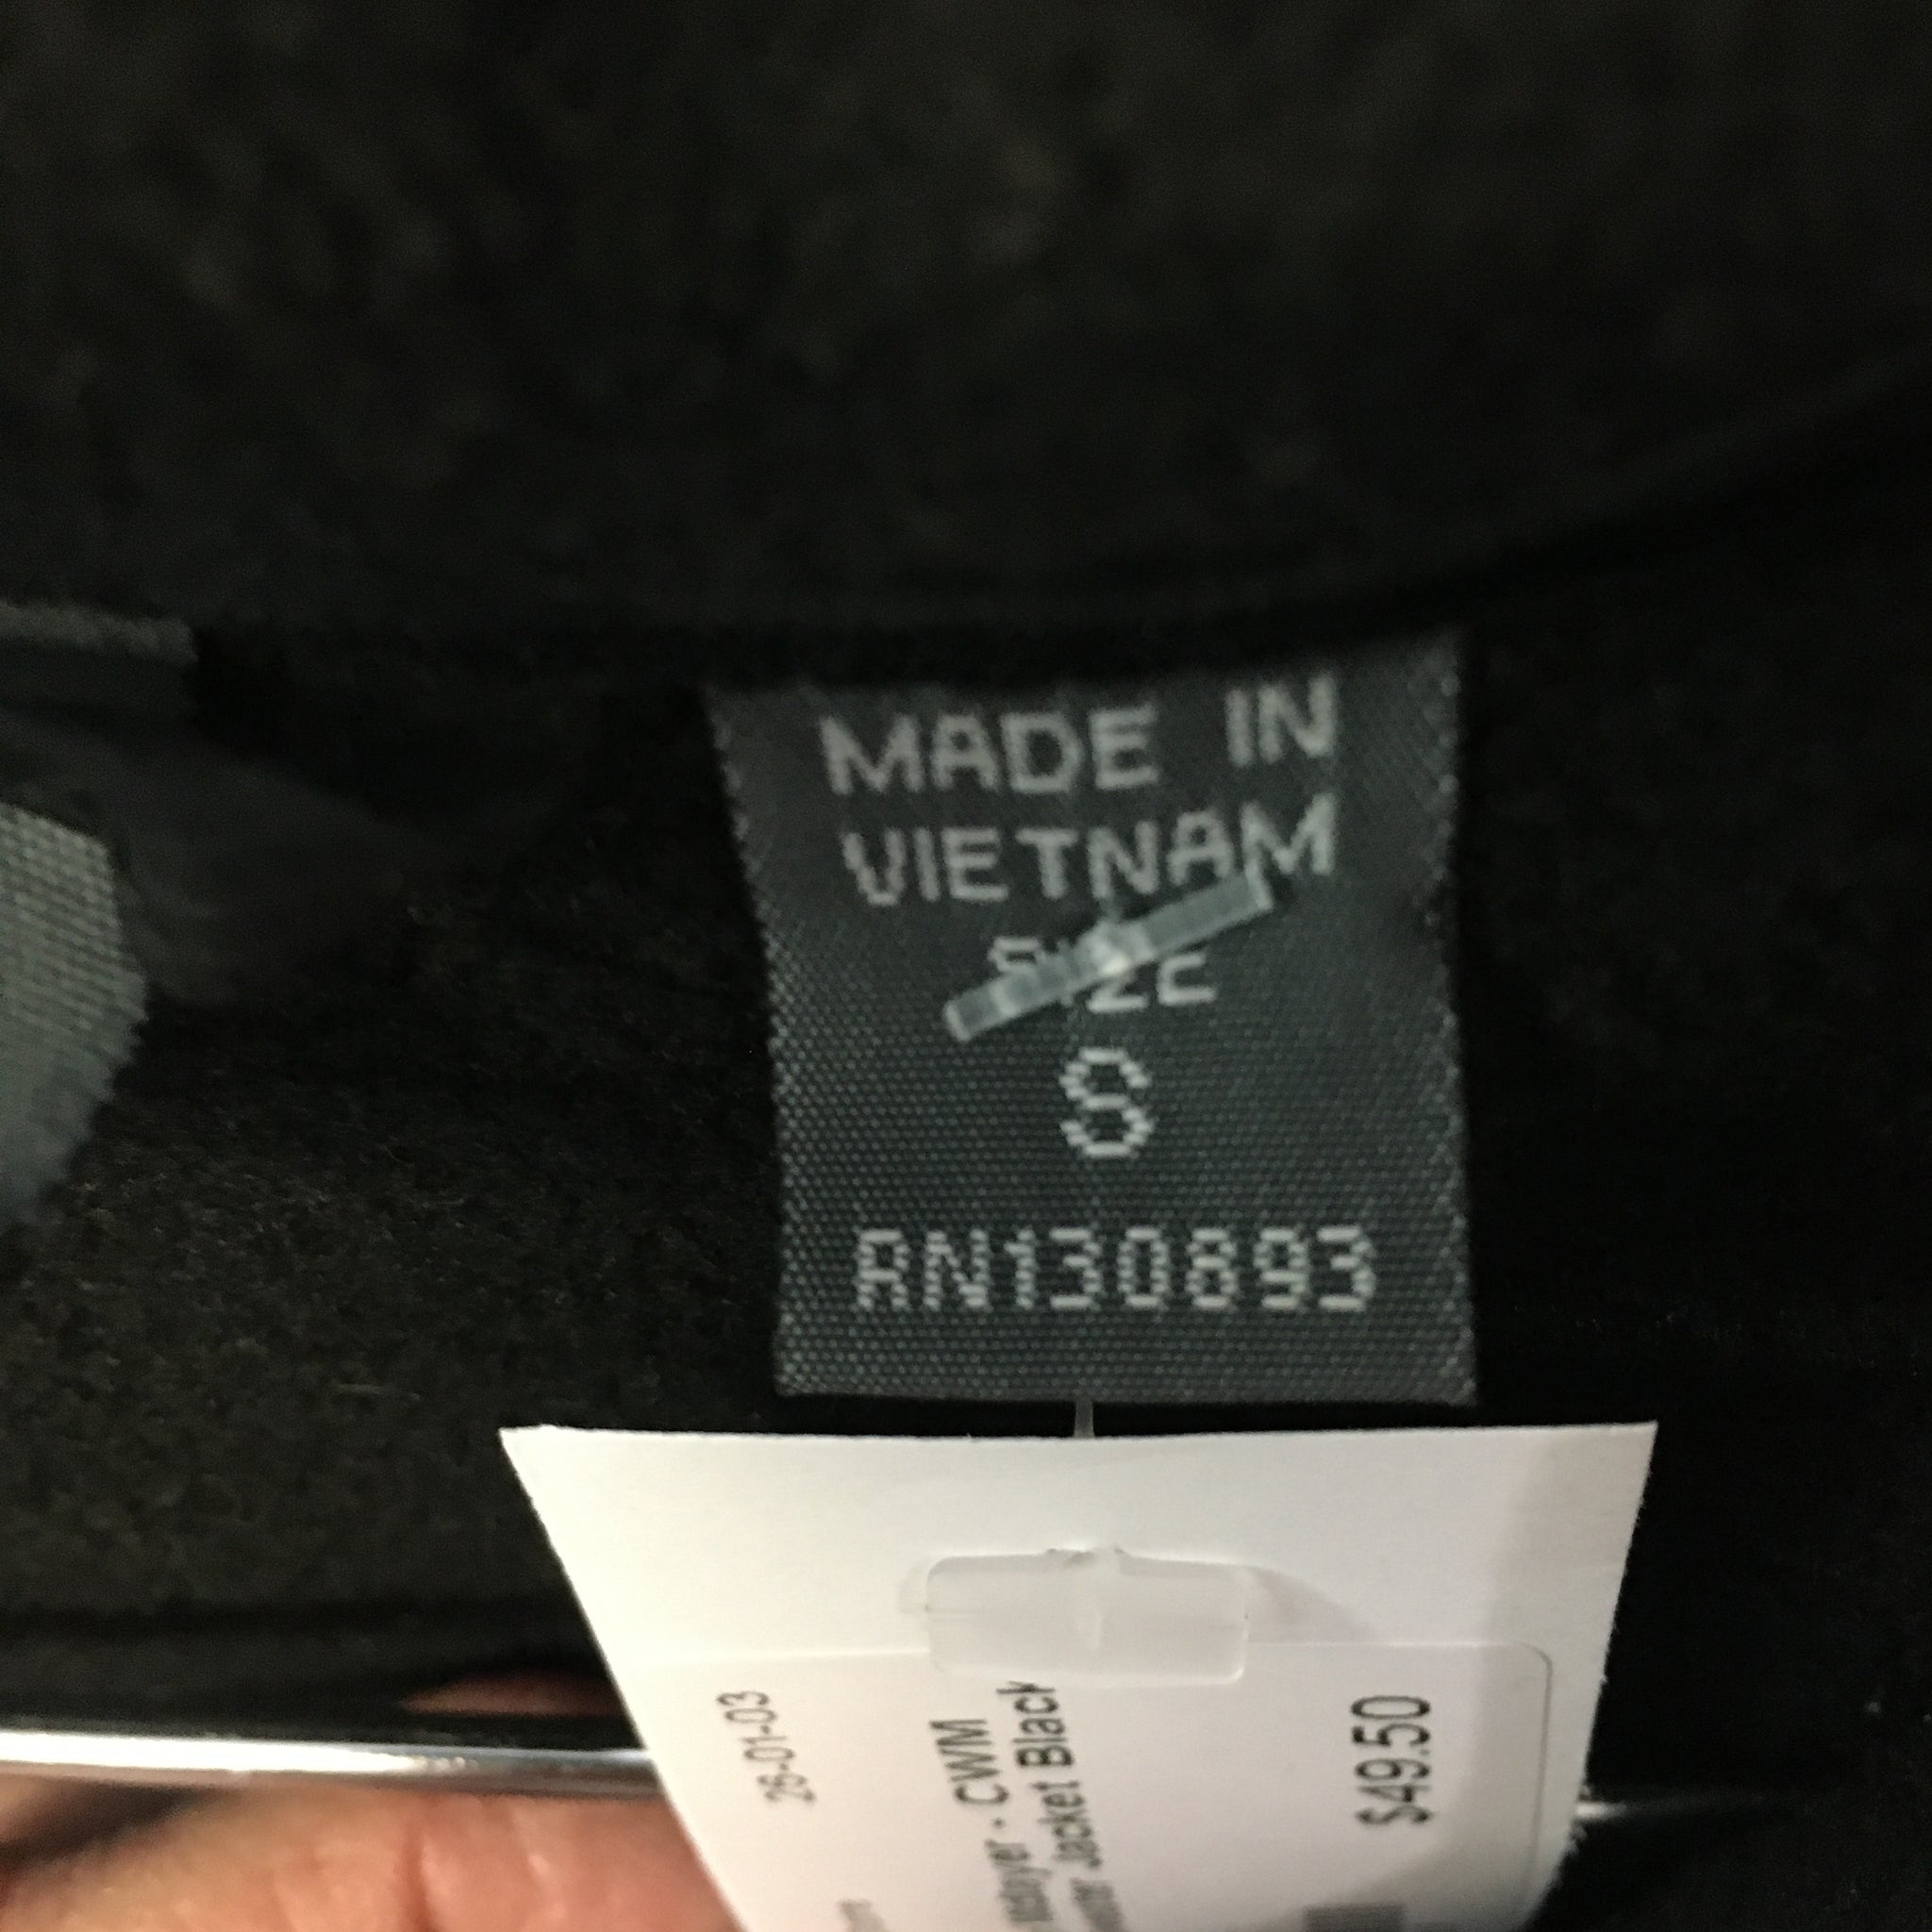 MADE IN
VIETNAM
SIZE
S
RN130893
26-01-03
- CWM
Jacket Black
$49.50